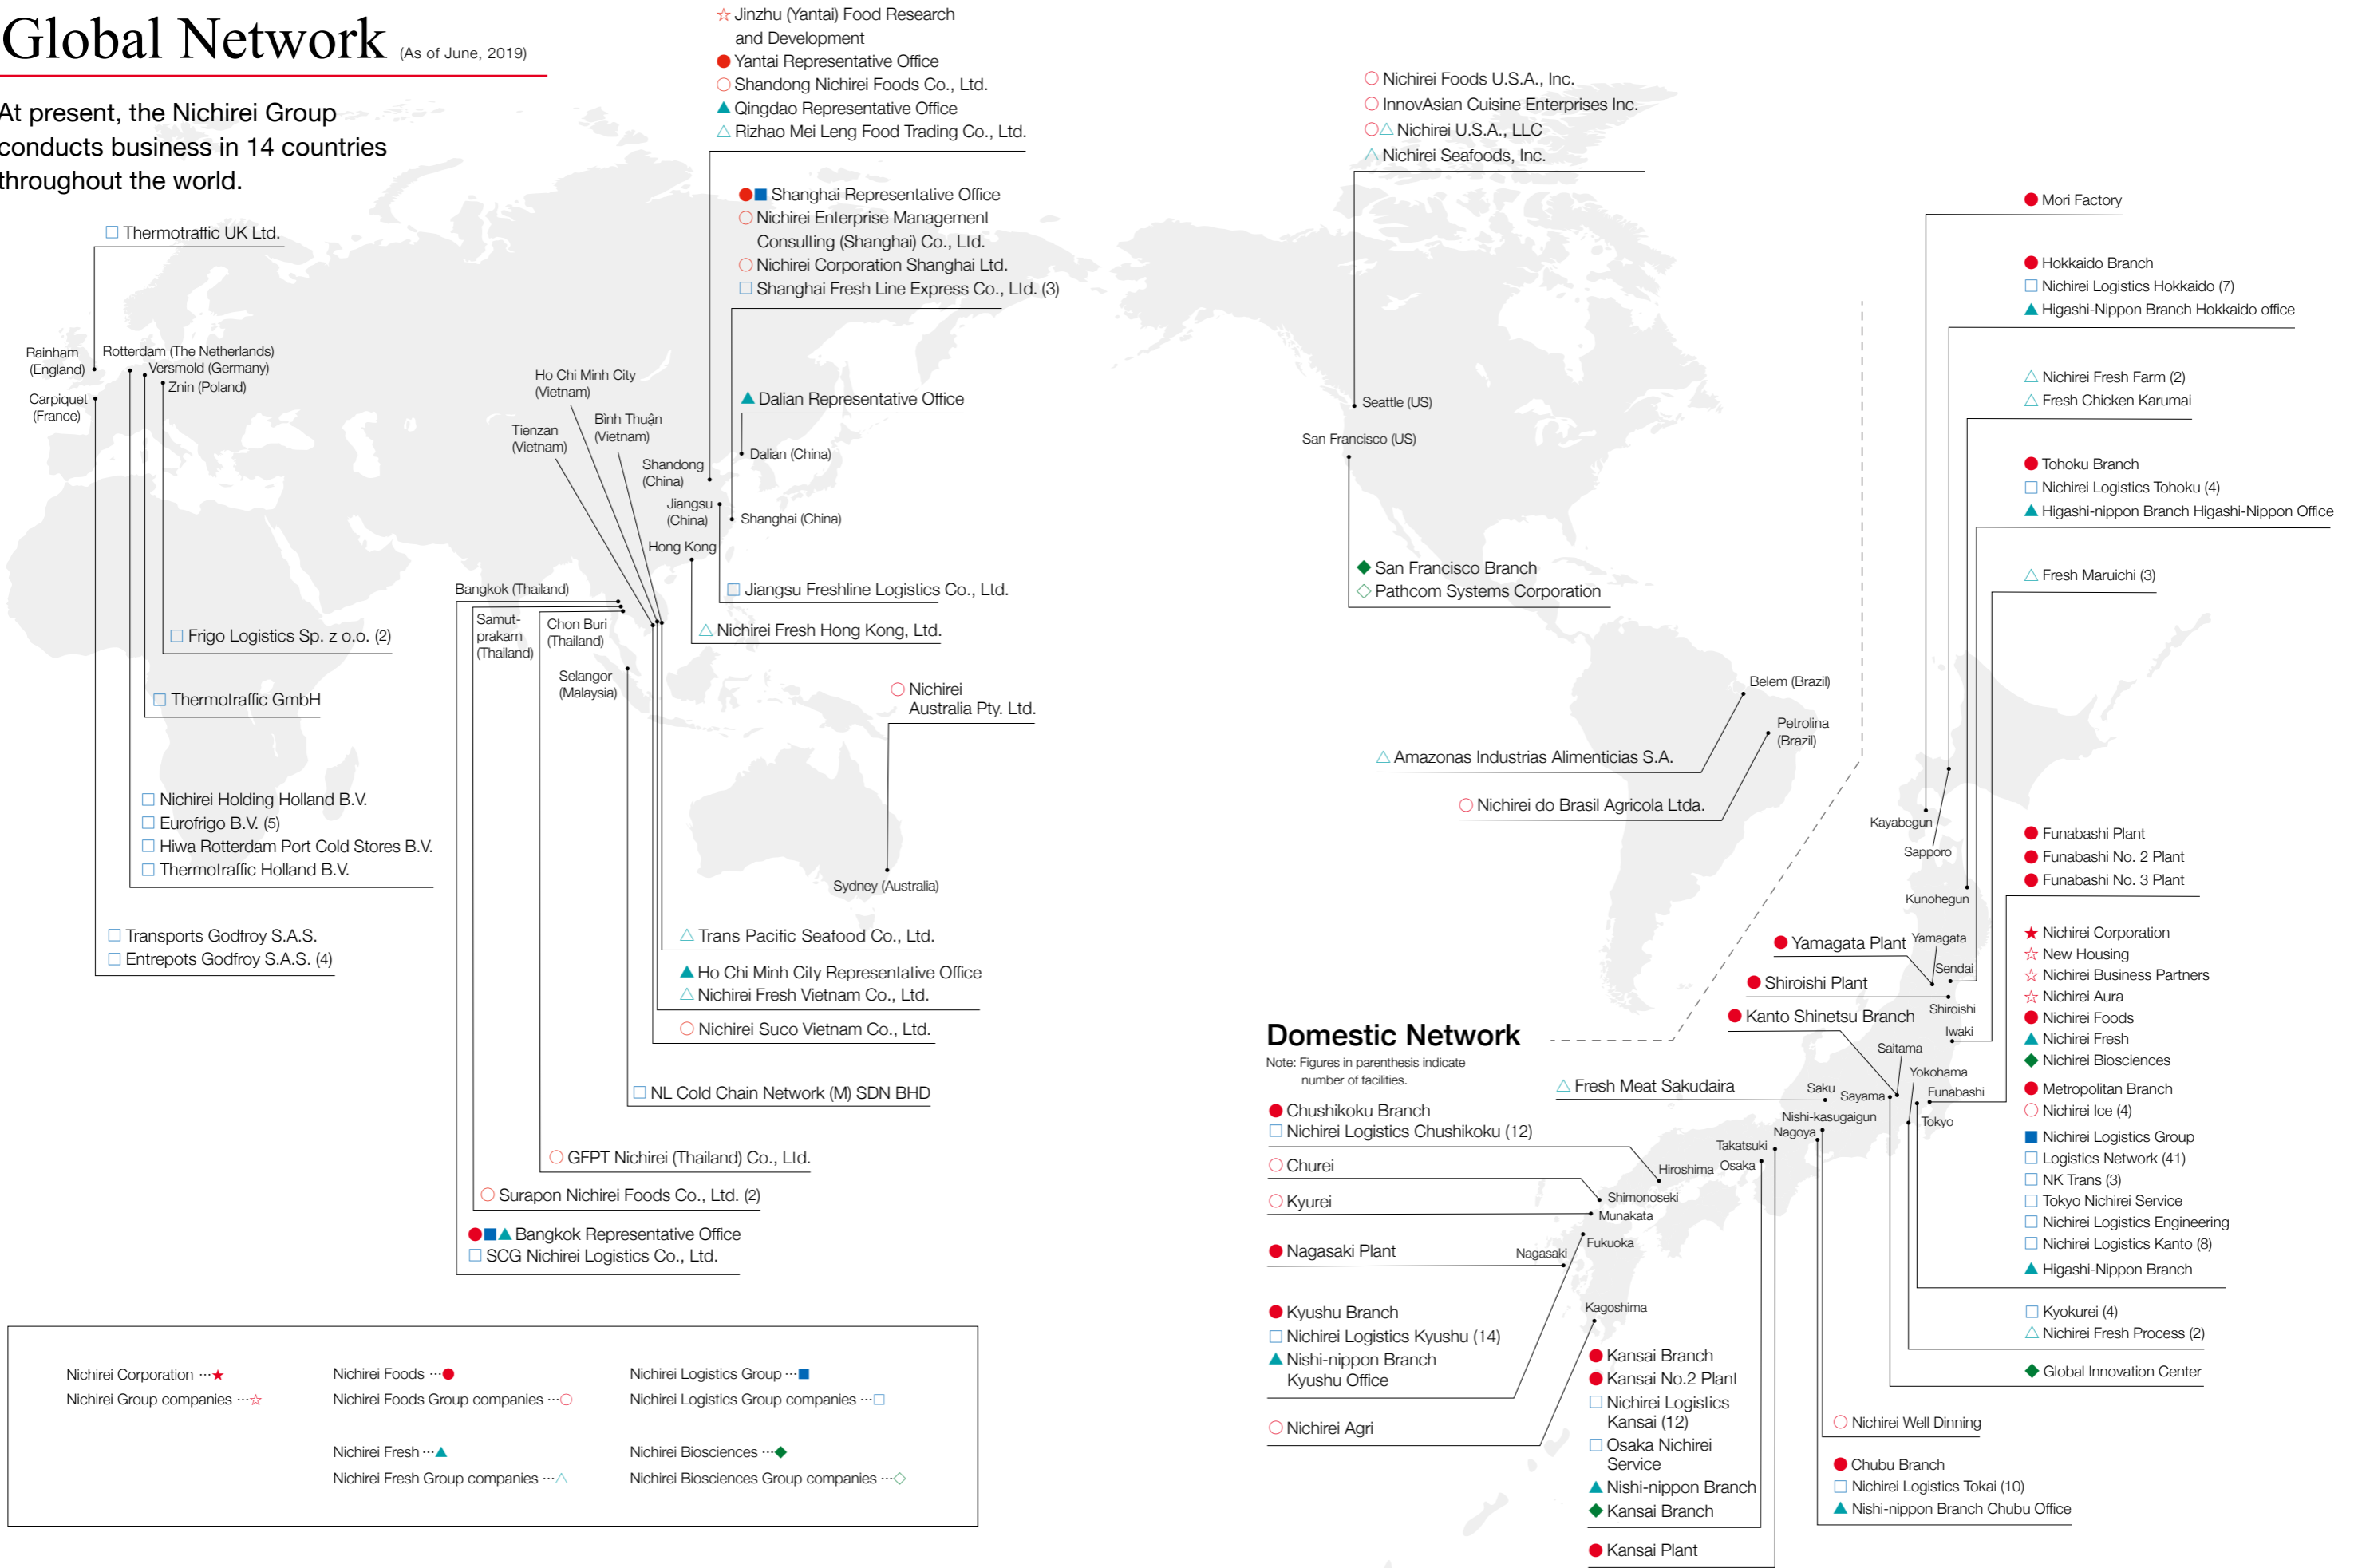 Global Network (As of June, 2019)
At present, the Nichirei Group
conducts business in 14 countries
throughout the world.
☆ Jinzhu (Yantai) Food Research
and Development
● Yantai Representative Office
○ Shandong Nichirei Foods Co., Ltd.
▲ Qingdao Representative Office
△ Rizhao Mei Leng Food Trading Co., Ltd.
●■ Shanghai Representative Office
○ Nichirei Enterprise Management
Consulting (Shanghai) Co., Ltd.
○ Nichirei Corporation Shanghai Ltd.
□ Shanghai Fresh Line Express Co., Ltd. (3)
□ Thermotraffic UK Ltd.
Rainham
(England)
Rotterdam (The Netherlands)
Versmold (Germany)
Znin (Poland)
Carpiquet
(France)
Ho Chi Minh City
(Vietnam)
Bình Thuận
(Vietnam)
Tienzan
(Vietnam)
▲ Dalian Representative Office
Dalian (China)
Shandong
(China)
Jiangsu
(China)
Shanghai (China)
Hong Kong
□ Jiangsu Freshline Logistics Co., Ltd.
△ Nichirei Fresh Hong Kong, Ltd.
Bangkok (Thailand)
Samut-
prakarn
(Thailand)
Chon Buri
(Thailand)
Selangor
(Malaysia)
□ Frigo Logistics Sp. z o.o. (2)
□ Thermotraffic GmbH
□ Nichirei Holding Holland B.V.
□ Eurofrigo B.V. (5)
□ Hiwa Rotterdam Port Cold Stores B.V.
□ Thermotraffic Holland B.V.
□ Transports Godfroy S.A.S.
□ Entrepots Godfroy S.A.S. (4)
○ Nichirei
Australia Pty. Ltd.
Sydney (Australia)
△ Trans Pacific Seafood Co., Ltd.
▲ Ho Chi Minh City Representative Office
△ Nichirei Fresh Vietnam Co., Ltd.
○ Nichirei Suco Vietnam Co., Ltd.
□ NL Cold Chain Network (M) SDN BHD
○ GFPT Nichirei (Thailand) Co., Ltd.
○ Surapon Nichirei Foods Co., Ltd. (2)
●■▲ Bangkok Representative Office
□ SCG Nichirei Logistics Co., Ltd.
Nichirei Corporation ···★
Nichirei Group companies ···☆
Nichirei Foods ···●
Nichirei Foods Group companies ···○
Nichirei Logistics Group ···■
Nichirei Logistics Group companies ···□
Nichirei Fresh ···▲
Nichirei Fresh Group companies ···△
Nichirei Biosciences ···◆
Nichirei Biosciences Group companies ···◇
○ Nichirei Foods U.S.A., Inc.
○ InnovAsian Cuisine Enterprises Inc.
○△ Nichirei U.S.A., LLC
△ Nichirei Seafoods, Inc.
Seattle (US)
San Francisco (US)
◆ San Francisco Branch
◇ Pathcom Systems Corporation
Belem (Brazil)
Petrolina
(Brazil)
△ Amazonas Industrias Alimenticias S.A.
○ Nichirei do Brasil Agricola Ltda.
Domestic Network
Note: Figures in parenthesis indicate
number of facilities.
● Mori Factory
● Hokkaido Branch
□ Nichirei Logistics Hokkaido (7)
▲ Higashi-Nippon Branch Hokkaido office
△ Nichirei Fresh Farm (2)
△ Fresh Chicken Karumai
● Tohoku Branch
□ Nichirei Logistics Tohoku (4)
▲ Higashi-nippon Branch Higashi-Nippon Office
△ Fresh Maruichi (3)
Kayabegun
Sapporo
Kunohegun
● Funabashi Plant
● Funabashi No. 2 Plant
● Funabashi No. 3 Plant
● Yamagata Plant
Yamagata
Sendai
● Shiroishi Plant
Shiroishi
● Kanto Shinetsu Branch
Iwaki
Saitama
Yokohama
Funabashi
Tokyo
Saku
Sayama
Nishi-kasugaigun
Nagoya
Takatsuki
Osaka
Hiroshima
Shimonoseki
Munakata
Fukuoka
Nagasaki
Kagoshima
★ Nichirei Corporation
☆ New Housing
☆ Nichirei Business Partners
☆ Nichirei Aura
● Nichirei Foods
▲ Nichirei Fresh
◆ Nichirei Biosciences
● Metropolitan Branch
○ Nichirei Ice (4)
■ Nichirei Logistics Group
□ Logistics Network (41)
□ NK Trans (3)
□ Tokyo Nichirei Service
□ Nichirei Logistics Engineering
□ Nichirei Logistics Kanto (8)
▲ Higashi-Nippon Branch
□ Kyokurei (4)
△ Nichirei Fresh Process (2)
◆ Global Innovation Center
△ Fresh Meat Sakudaira
● Chushikoku Branch
□ Nichirei Logistics Chushikoku (12)
○ Churei
○ Kyurei
● Nagasaki Plant
● Kyushu Branch
□ Nichirei Logistics Kyushu (14)
▲ Nishi-nippon Branch
Kyushu Office
○ Nichirei Agri
● Kansai Branch
● Kansai No.2 Plant
□ Nichirei Logistics
Kansai (12)
□ Osaka Nichirei
Service
▲ Nishi-nippon Branch
◆ Kansai Branch
● Kansai Plant
○ Nichirei Well Dinning
● Chubu Branch
□ Nichirei Logistics Tokai (10)
▲ Nishi-nippon Branch Chubu Office